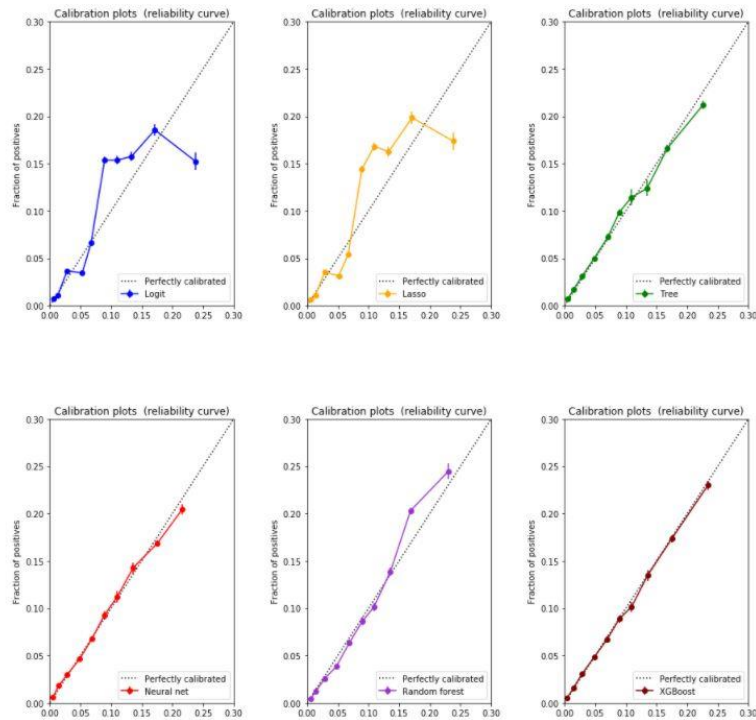 Calibration plots (reliability curve)
Fraction of positives
0.30
0.25
0.20
0.15
0.10
0.05
0.00
Perfectly calibrated
Logit
0.00 0.05 0.10 0.15 0.20 0.25 0.30
Calibration plots (reliability curve)
Fraction of positives
0.30
0.25
0.20
0.15
0.10
0.05
0.00
Perfectly calibrated
Lasso
0.00 0.05 0.10 0.15 0.20 0.25 0.30
Calibration plots (reliability curve)
Fraction of positives
0.30
0.25
0.20
0.15
0.10
0.05
0.00
Perfectly calibrated
Tree
0.00 0.05 0.10 0.15 0.20 0.25 0.30
Calibration plots (reliability curve)
Fraction of positives
0.30
0.25
0.20
0.15
0.10
0.05
0.00
Perfectly calibrated
Neural net
0.00 0.05 0.10 0.15 0.20 0.25 0.30
Calibration plots (reliability curve)
Fraction of positives
0.30
0.25
0.20
0.15
0.10
0.05
0.00
Perfectly calibrated
Random forest
0.00 0.05 0.10 0.15 0.20 0.25 0.30
Calibration plots (reliability curve)
Fraction of positives
0.30
0.25
0.20
0.15
0.10
0.05
0.00
Perfectly calibrated
XGBoost
0.00 0.05 0.10 0.15 0.20 0.25 0.30